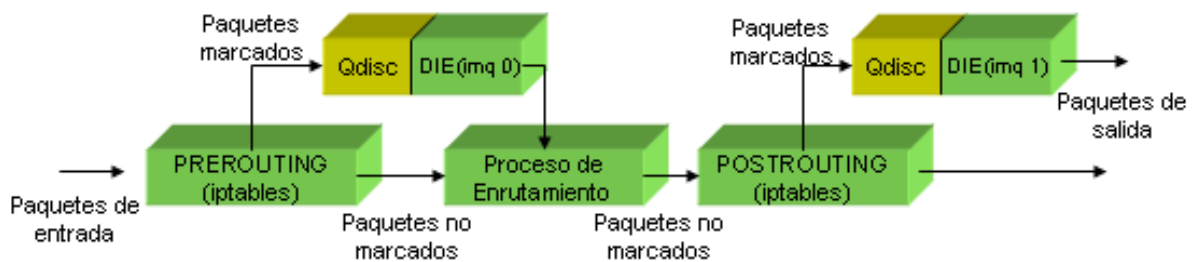 Paquetes
marcados
Qdisc
DIE(imq 0)
Paquetes
marcados
Qdisc
DIE(imq 1)
Paquetes de
salida
PREROUTING
(iptables)
Proceso de
Enrutamiento
POSTROUTING
(iptables)
Paquetes de
entrada
Paquetes no
marcados
Paquetes no
marcados